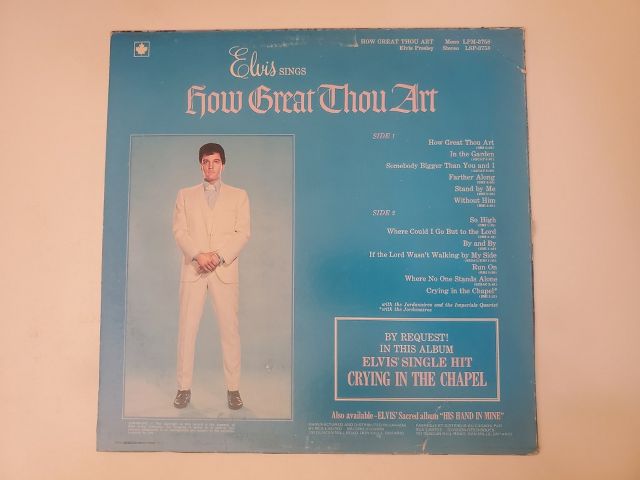 HOW GREAT THOU ART Mono LPM-3758
Elvis Presley Stereo LSP-3758
Elvis SINGS
How Great Thou Art
SIDE 1
How Great Thou Art
In the Garden
Somebody Bigger Than You and I
Farther Along
Stand by Me
Without Him
SIDE 2
So High
Where Could I Go But to the Lord
By and By
If the Lord Wasn't Walking by My Side
Run On
Where No One Stands Alone
Crying in the Chapel*
with the Jordanaires and the Imperials Quartet
*with the Jordanaires
BY REQUEST!
IN THIS ALBUM
ELVIS' SINGLE HIT
CRYING IN THE CHAPEL
Also available-ELVIS' Sacred album "HIS HAND IN MINE"